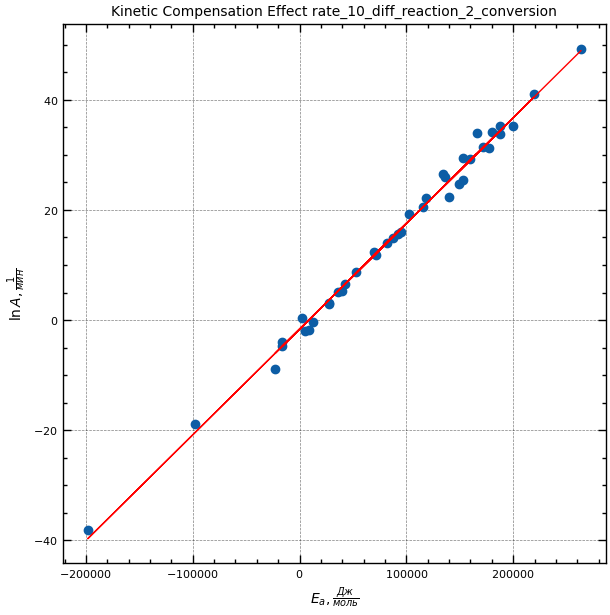 Kinetic Compensation Effect rate_10_diff_reaction_2_conversion
ln A, 1/мин
40
20
0
−20
−40
−200000 −100000 0 100000 200000
E_a, Дж/моль